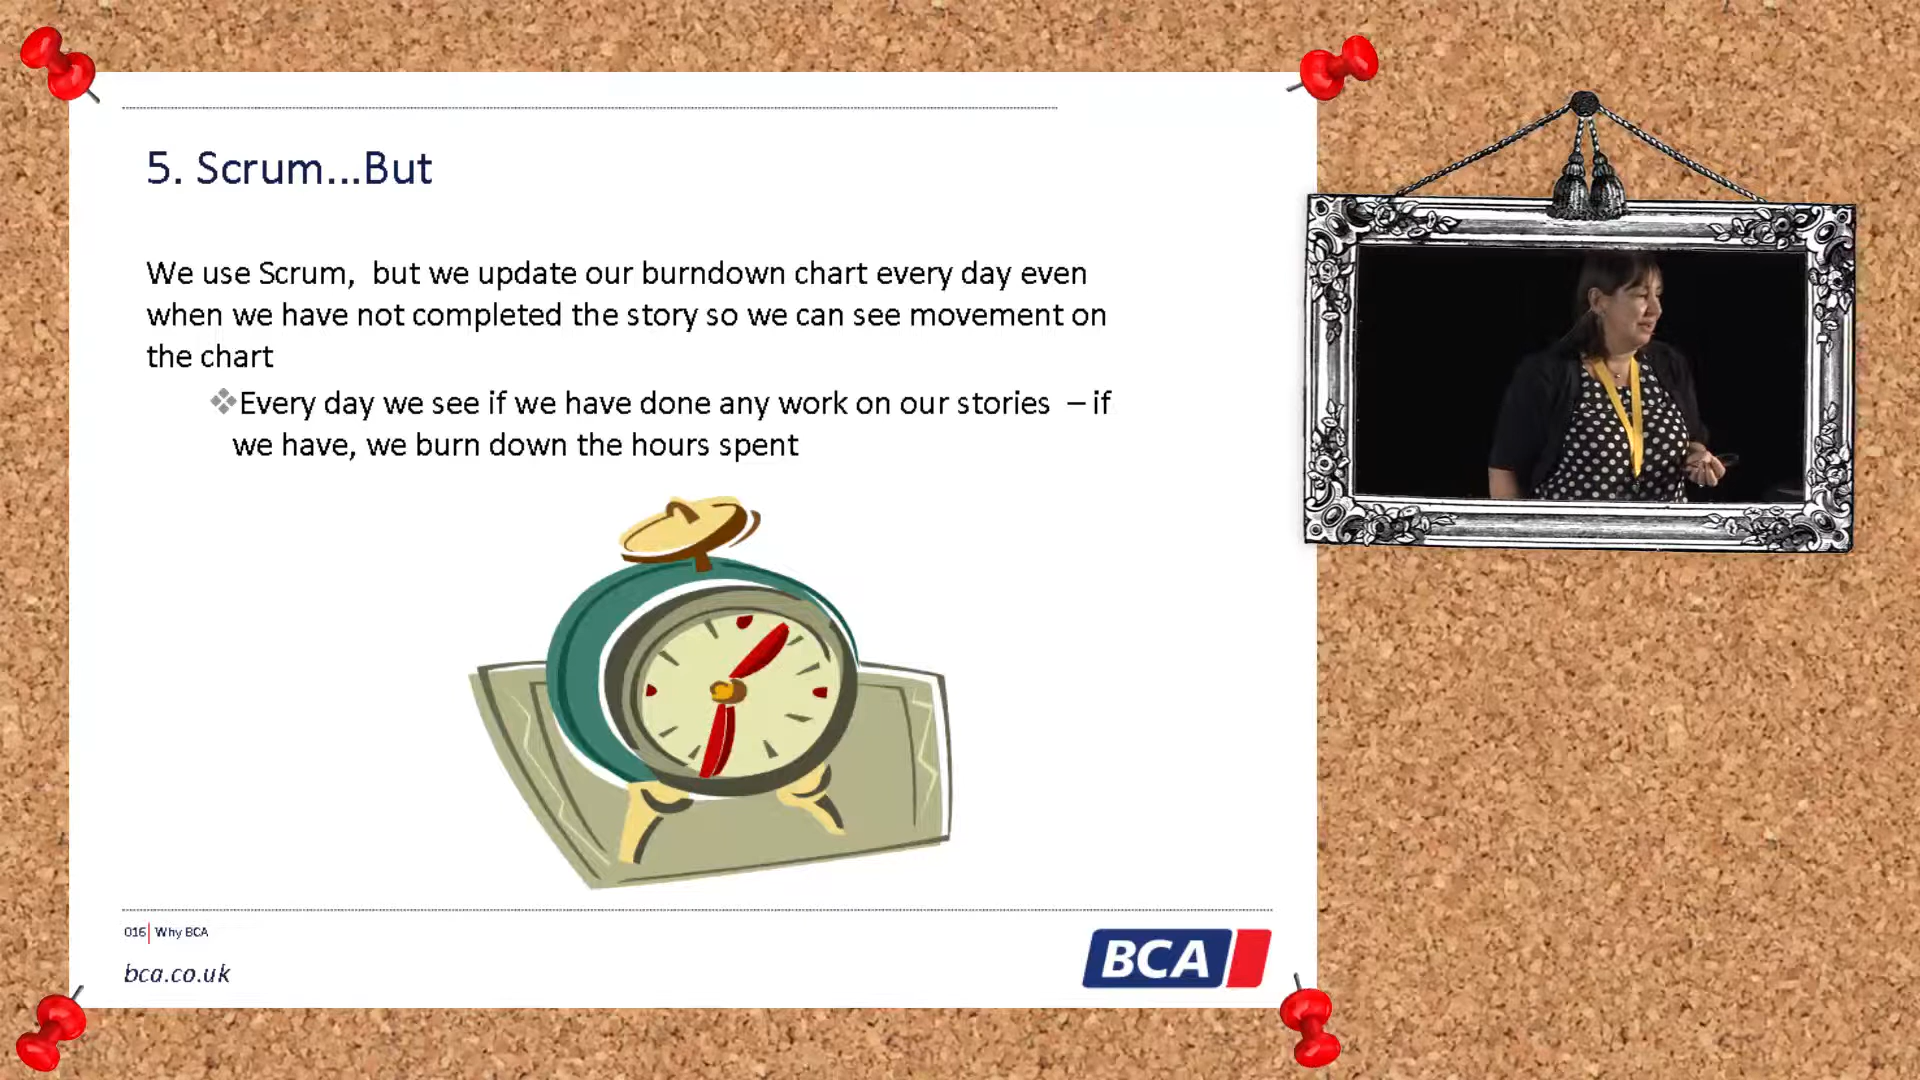 5. Scrum...But
We use Scrum,  but we update our burndown chart every day even
when we have not completed the story so we can see movement on
the chart
❖Every day we see if we have done any work on our stories  – if
we have, we burn down the hours spent
016 | Why BCA
bca.co.uk
BCA